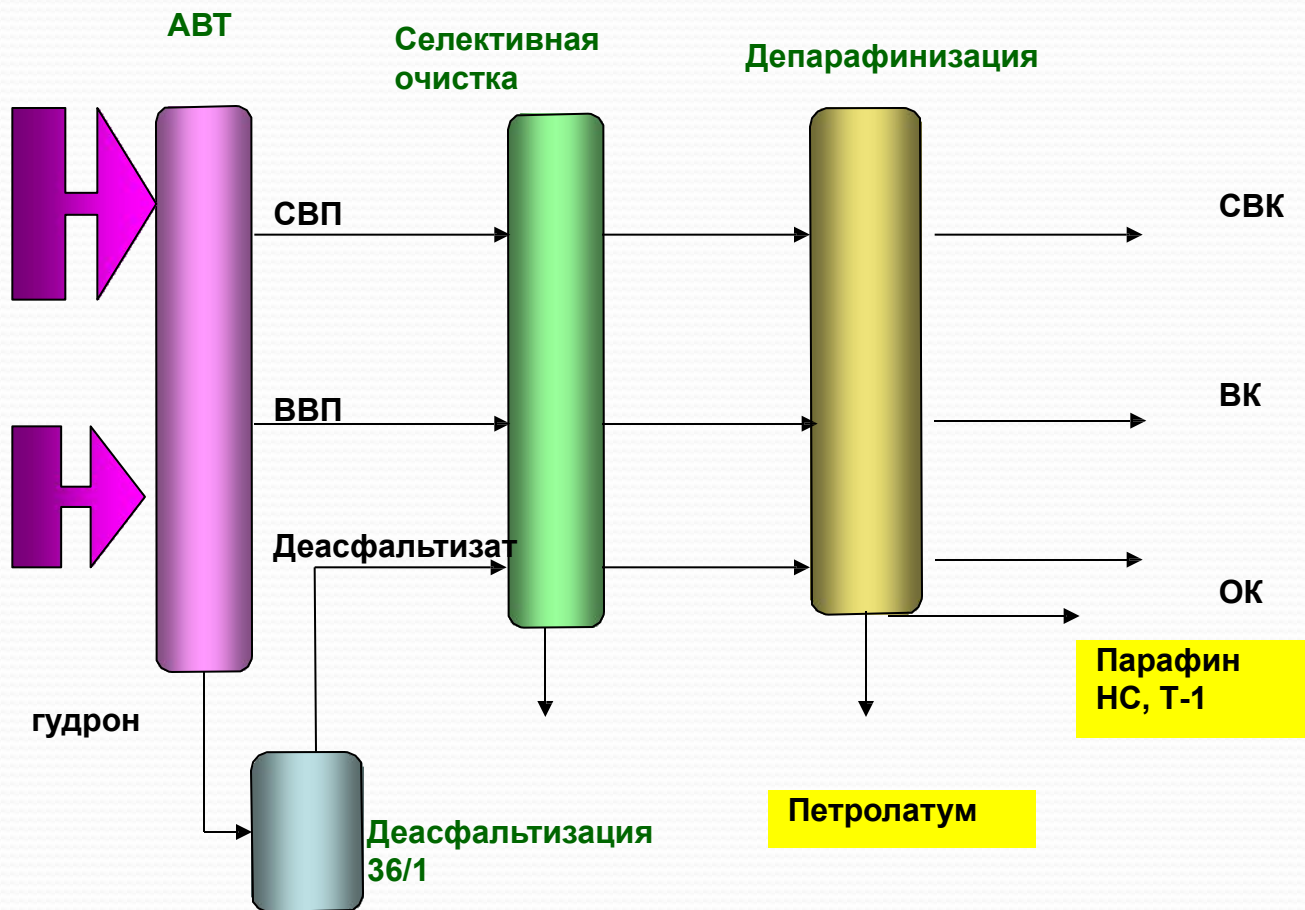 АВТ
Селективная
очистка
Депарафинизация
СВП
СВК
ВВП
ВК
Деасфальтизат
ОК
Парафин
НС, Т-1
гудрон
Петролатум
Деасфальтизация
36/1